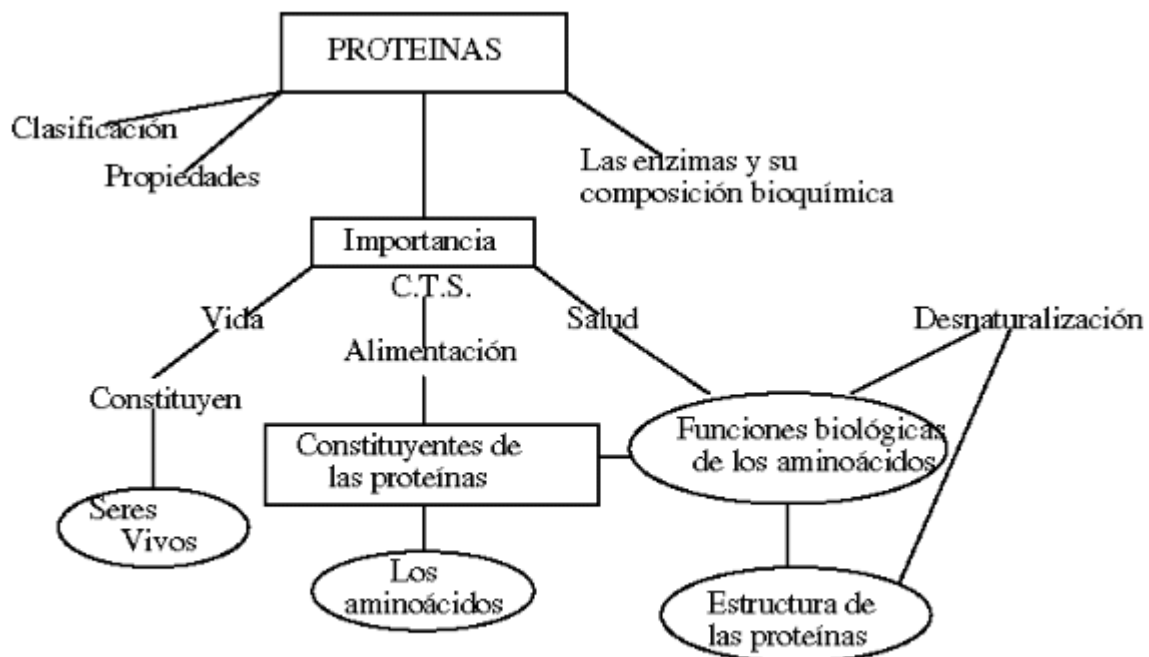 PROTEINAS
Clasificación
Propiedades
Las enzimas y su
composición bioquímica
Importancia
C.T.S.
Vida
Salud
Desnaturalización
Alimentación
Constituyen
Constituyentes de
las proteínas
Funciones biológicas
de los aminoácidos
Seres
Vivos
Los
aminoácidos
Estructura de
las proteínas